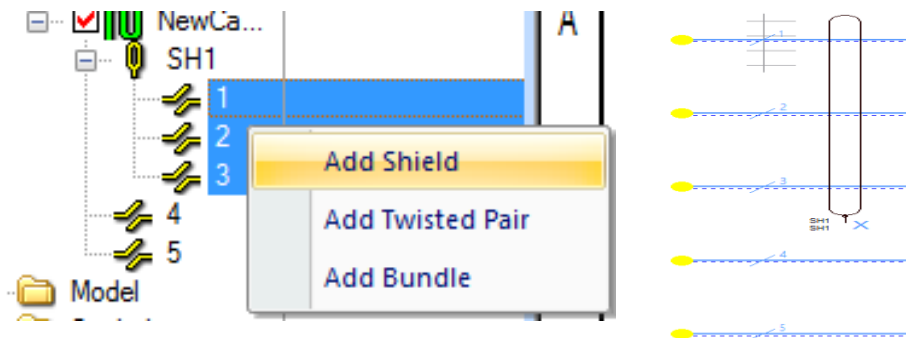 NewCa...
A
SH1
1
2
3
4
5
Model
Add Shield
Add Twisted Pair
Add Bundle
1
2
3
SH1
SH1
4
5